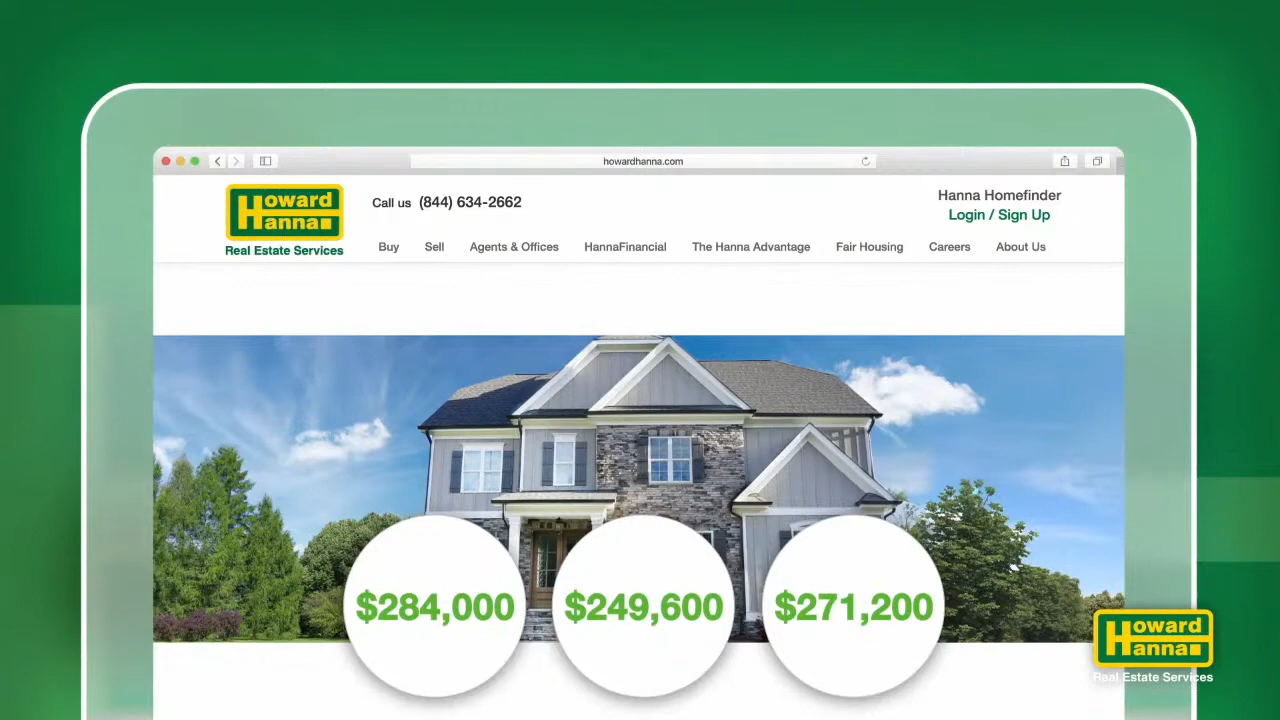 howardhanna.com
Howard
Hanna
Real Estate Services
Call us (844) 634-2662
Hanna Homefinder
Login / Sign Up
Buy Sell Agents & Offices HannaFinancial The Hanna Advantage Fair Housing Careers About Us
$284,000 $249,600 $271,200
Howard
Hanna
Real Estate Services